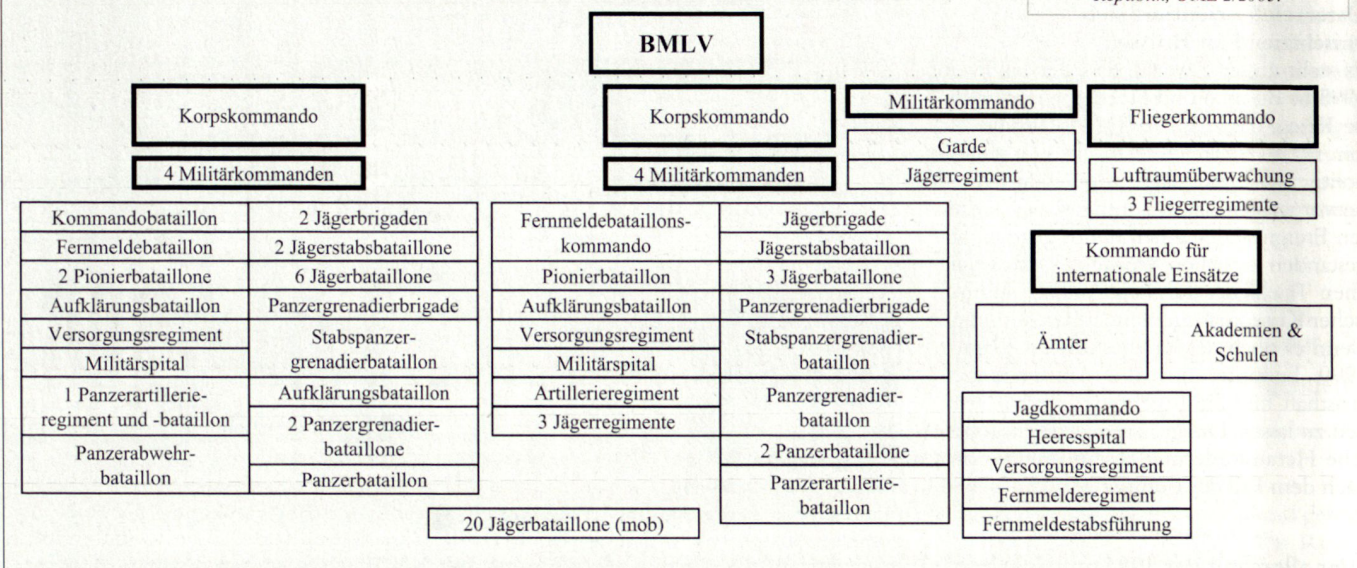 Republik, ÖMZ 2/2005.
BMLV
Korpskommando
4 Militärkommanden
Korpskommando
4 Militärkommanden
Militärkommando
Garde
Jägerregiment
Fliegerkommando
Luftraumüberwachung
3 Fliegerregimente
Kommandobataillon
Fernmeldebataillon
2 Pionierbataillone
Aufklärungsbataillon
Versorgungsregiment
Militärspital
1 Panzerartillerie-
regiment und -bataillon
Panzerabwehr-
bataillon
2 Jägerbrigaden
2 Jägerstabsbataillone
6 Jägerbataillone
Panzergrenadierbrigade
Stabspanzer-
grenadierbataillon
Aufklärungsbataillon
2 Panzergrenadier-
bataillone
Panzerbataillon
Fernmeldebataillons-
kommando
Pionierbataillon
Aufklärungsbataillon
Versorgungsregiment
Militärspital
Artillerieregiment
3 Jägerregimente
Jägerbrigade
Jägerstabsbataillon
3 Jägerbataillone
Panzergrenadierbrigade
Stabspanzergrenadier-
bataillon
Panzergrenadier-
bataillon
2 Panzerbataillone
Panzerartillerie-
bataillon
Kommando für
internationale Einsätze
Ämter
Akademien &
Schulen
Jagdkommando
Heeresspital
Versorgungsregiment
Fernmelderegiment
Fernmeldestabsführung
20 Jägerbataillone (mob)